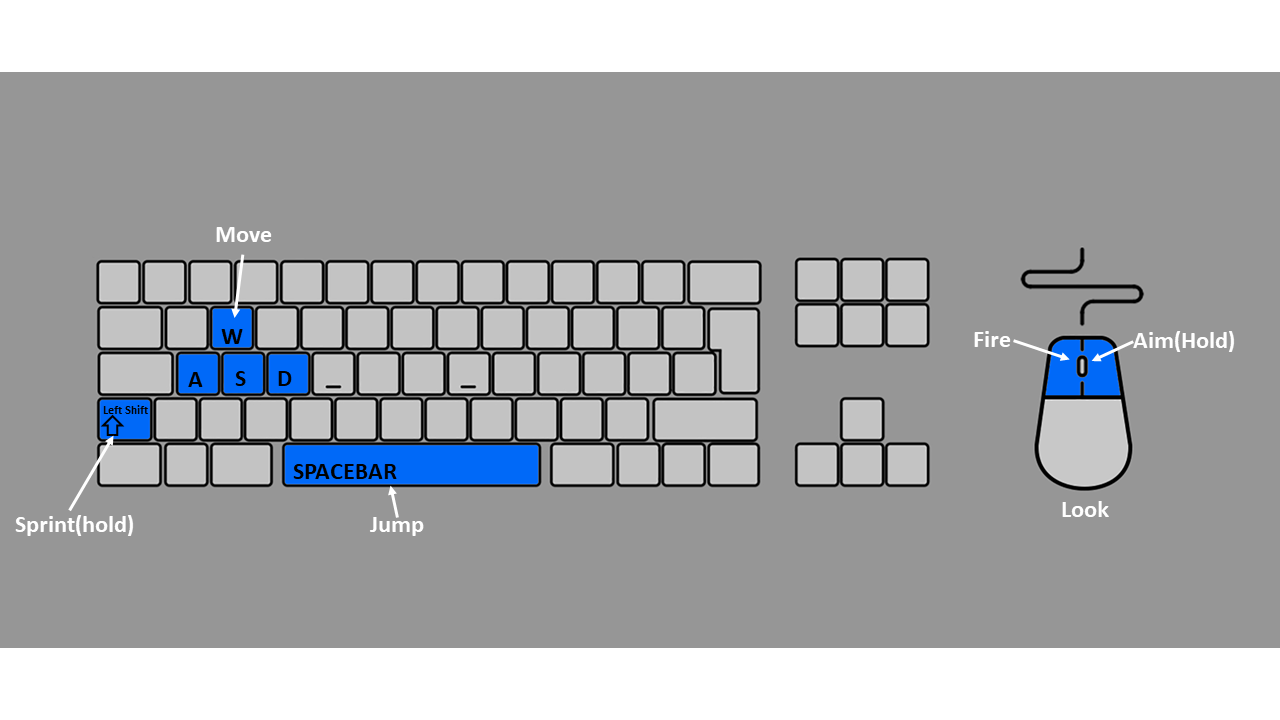 Move
W
A S D
Left Shift
SPACEBAR
Sprint(hold)
Jump
Fire
Aim(Hold)
Look